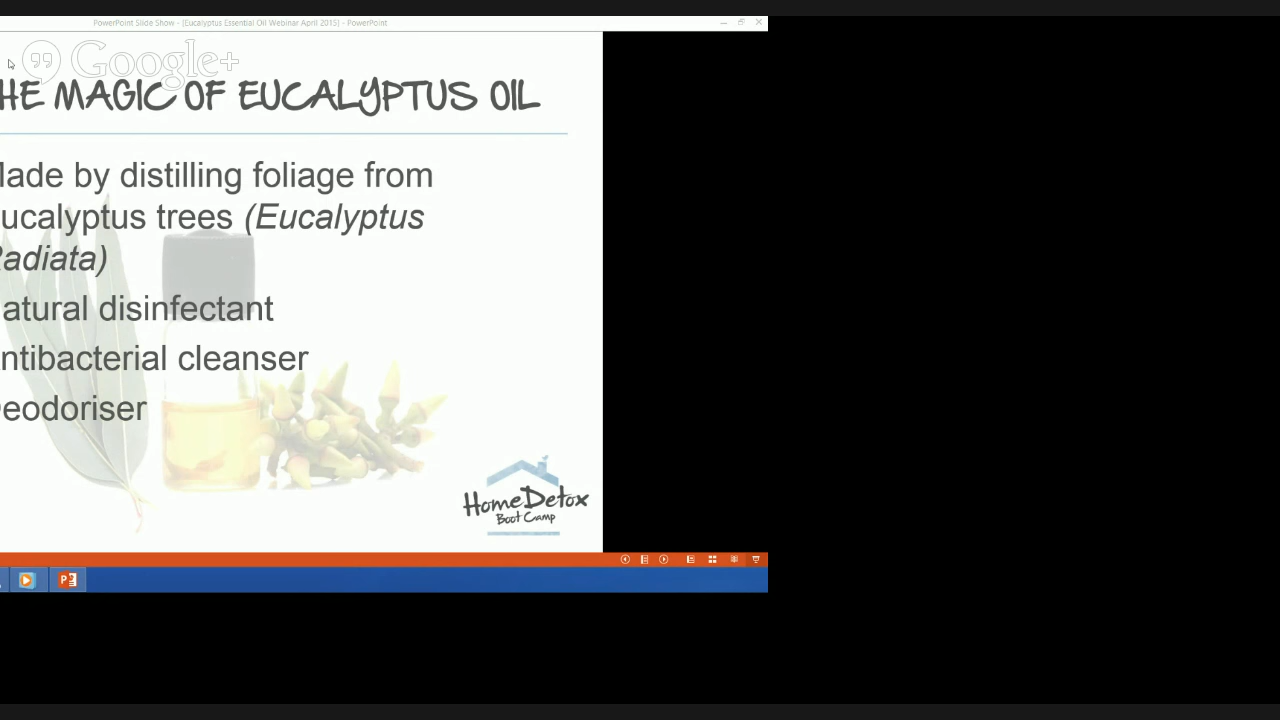 PowerPoint Slide Show - [Eucalyptus Essential Oil Webinar April 2015] - PowerPoint
Google+
HE MAGIC OF EUCALYPTUS OIL
ade by distilling foliage from
ucalyptus trees (Eucalyptus
adiata)
atural disinfectant
ntibacterial cleanser
eodoriser
HomeDetox
Boot Camp